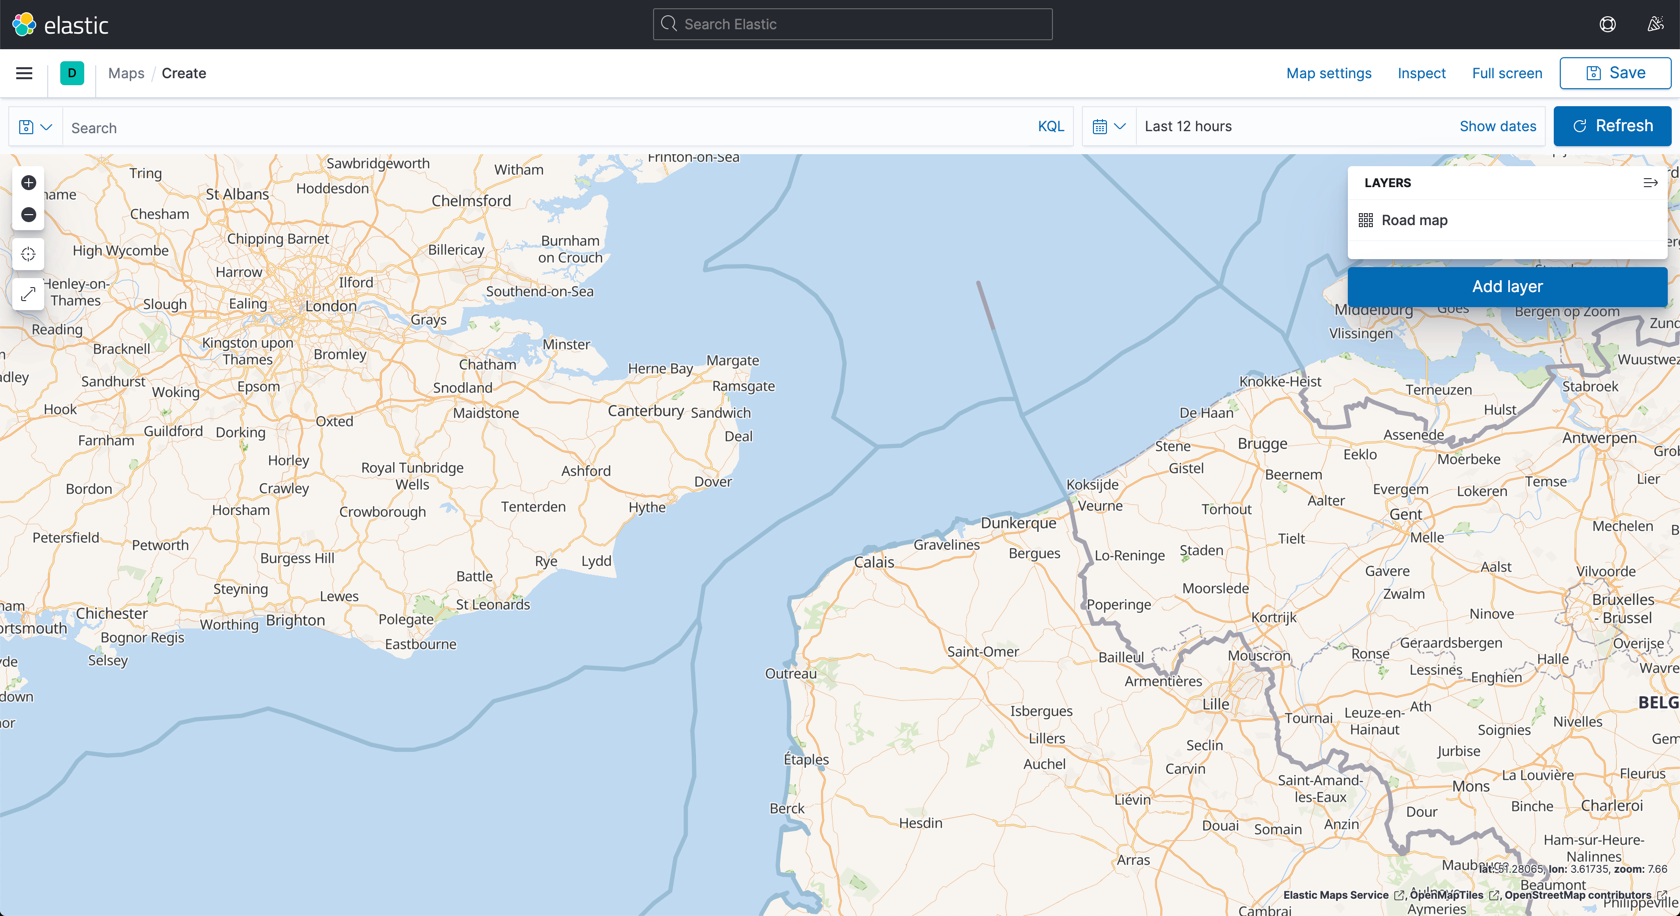 elastic
Search Elastic
D
Maps / Create
Map settings
Inspect
Full screen
Save
Search
KQL
Last 12 hours
Show dates
Refresh
LAYERS
Road map
Add layer
Frinton-on-Sea
Sawbridgeworth
Witham
Tring
St Albans
Hoddesdon
Chelmsford
Chesham
Chipping Barnet
Billericay
Burnham
on Crouch
High Wycombe
Harrow
Ilford
Henley-on-
Thames
Slough
Ealing
London
Southend-on-Sea
Grays
Reading
Bracknell
Kingston upon
Thames
Bromley
Minster
Chatham
Herne Bay
Margate
Ramsgate
Sandhurst
Woking
Epsom
Snodland
Hook
Oxted
Maidstone
Canterbury
Sandwich
Farnham
Guildford
Dorking
Deal
Horley
Royal Tunbridge
Wells
Ashford
Bordon
Crawley
Dover
Horsham
Crowborough
Tenterden
Hythe
Petersfield
Petworth
Burgess Hill
Rye
Lydd
Battle
Steyning
Lewes
St Leonards
Chichester
Worthing
Brighton
Polegate
Bognor Regis
Eastbourne
Selsey
Middelburg
Goes
Bergen op Zoom
Vlissingen
Knokke-Heist
Terneuzen
Stabroek
De Haan
Hulst
Stene
Brugge
Assenede
Antwerpen
Gistel
Eeklo
Moerbeke
Koksijde
Beernem
Temse
Lier
Veurne
Aalter
Evergem
Lokeren
Torhout
Gent
Dunkerque
Mechelen
Gravelines
Bergues
Lo-Reninge
Staden
Tielt
Melle
Calais
Gavere
Aalst
Vilvoorde
Moorslede
Zwalm
Poperinge
Ninove
Bruxelles
- Brussel
Kortrijk
Geraardsbergen
Overijse
Saint-Omer
Bailleul
Mouscron
Ronse
Halle
Lessines
Enghien
Outreau
Armentières
Lille
Isbergues
Tournai
Leuze-en-
Hainaut
Ath
Soignies
Nivelles
Lillers
Seclin
Jurbise
Étaples
Auchel
Carvin
Saint-Amand-
les-Eaux
Mons
La Louvière
Fleurus
Berck
Liévin
Dour
Binche
Charleroi
Hesdin
Douai
Somain
Anzin
Ham-sur-Heure-
Nalinnes
Arras
lon: 3.61735, zoom: 7.66
Beaumont
Elastic Maps Service , OpenMapTiles , OpenStreetMap contributors
Cambrai
Aymeries